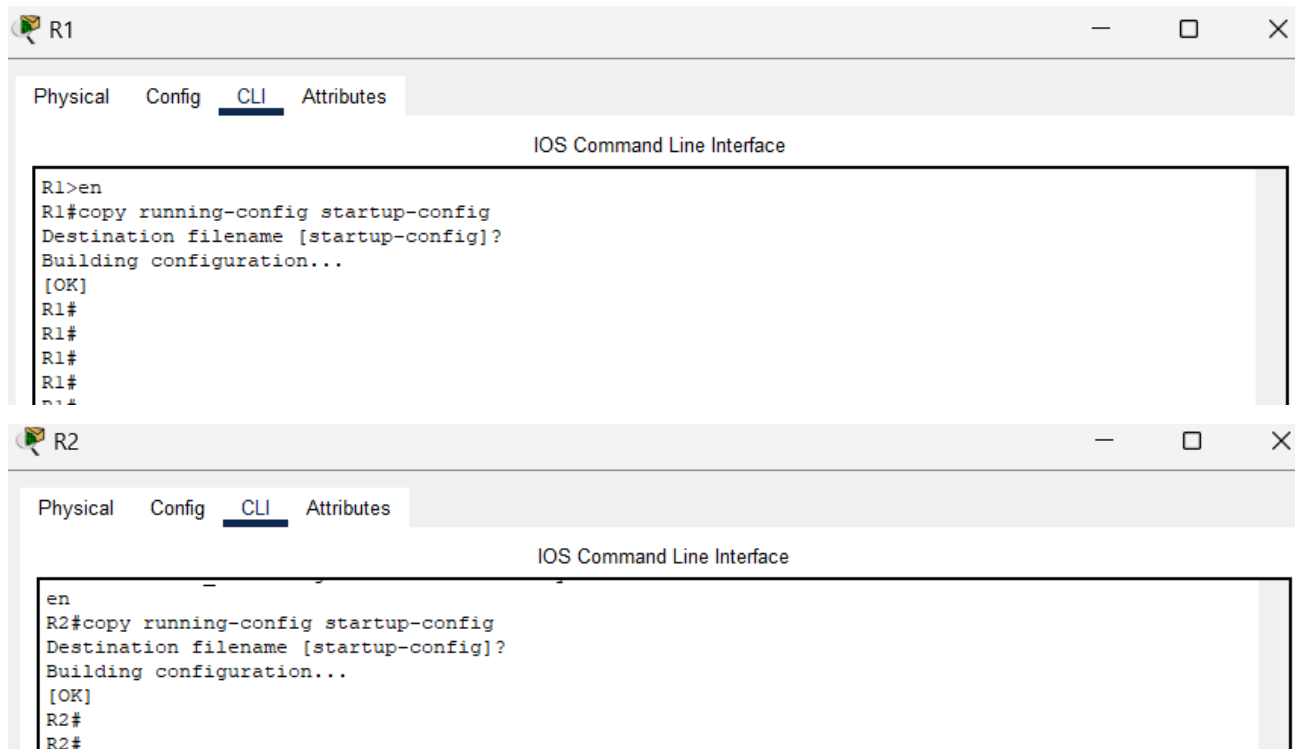 R1
Physical Config CLI Attributes
IOS Command Line Interface
R1>en
R1#copy running-config startup-config
Destination filename [startup-config]?
Building configuration...
[OK]
R1#
R1#
R1#
R1#
R1#
R2
Physical Config CLI Attributes
IOS Command Line Interface
en
R2#copy running-config startup-config
Destination filename [startup-config]?
Building configuration...
[OK]
R2#
R2#